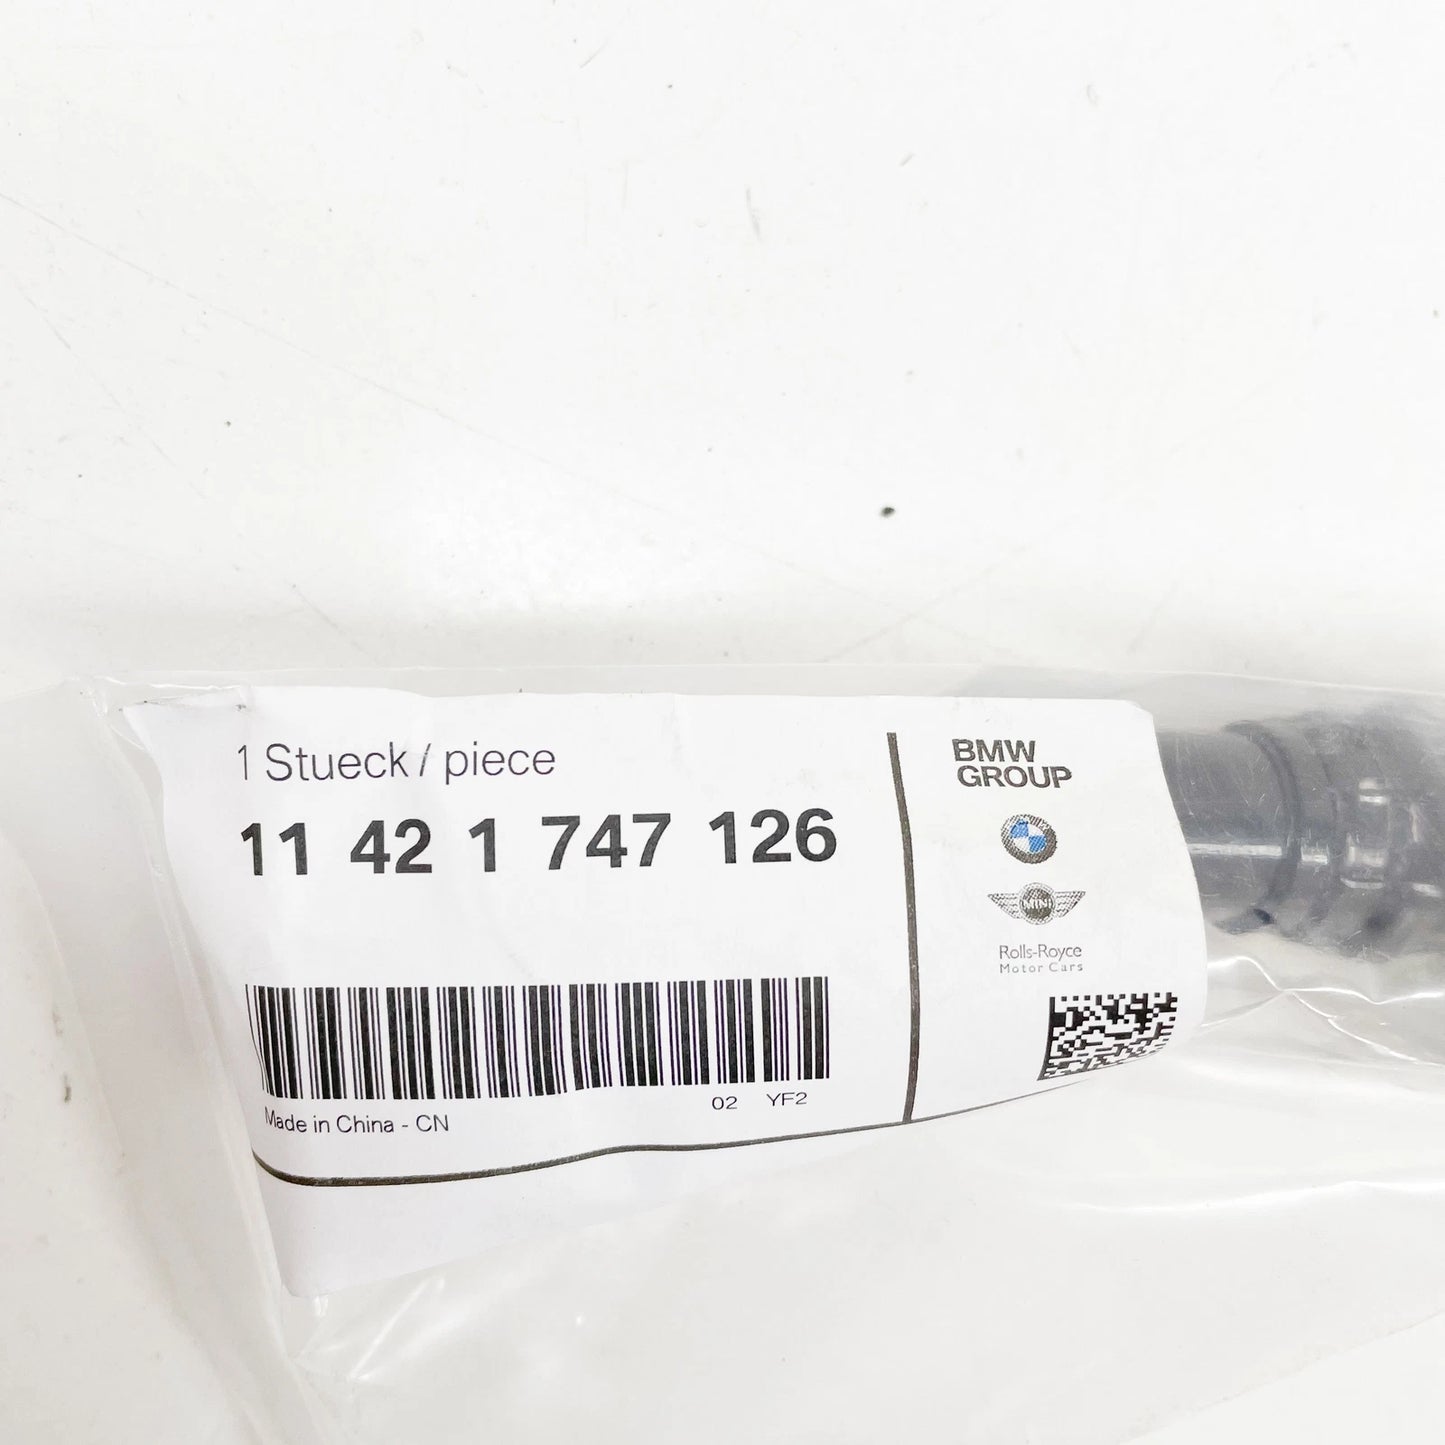 1 Stueck / piece
11 42 1 747 126
02 YF2
Made in China - CN
BMW
GROUP
MINI
Rolls-Royce
Motor Cars